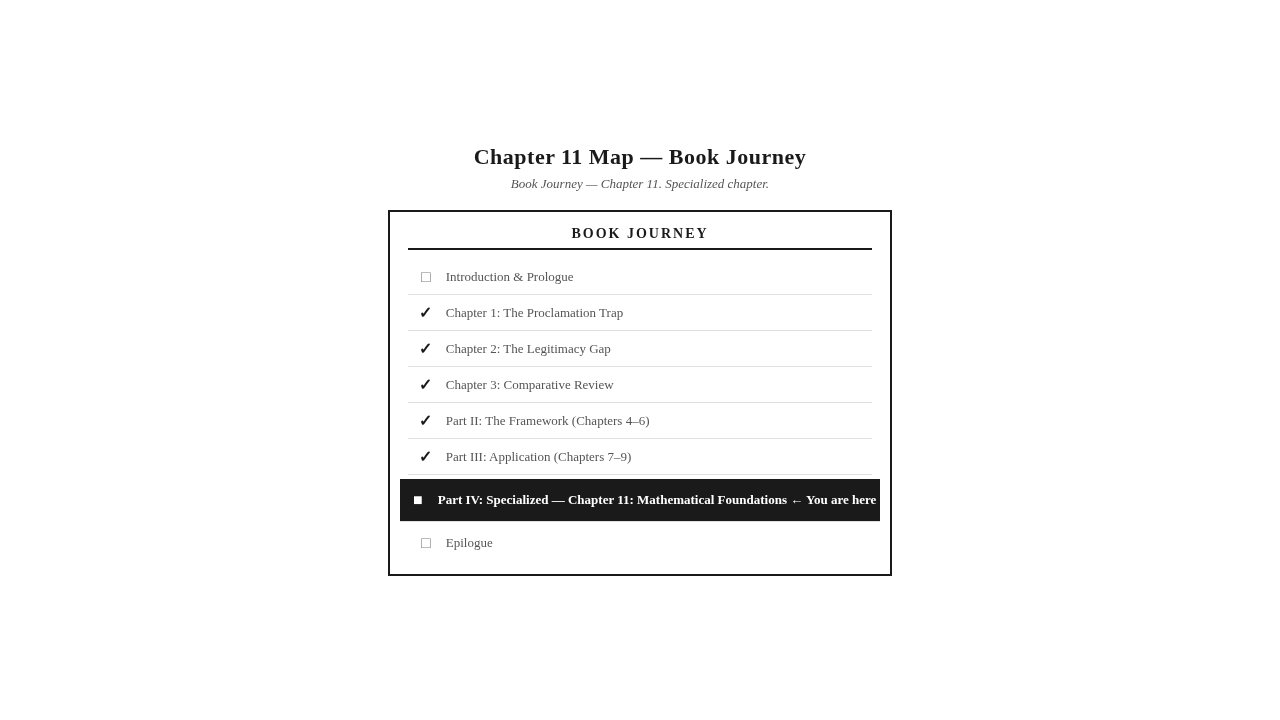 Chapter 11 Map — Book Journey
Book Journey — Chapter 11. Specialized chapter.
BOOK JOURNEY
□ Introduction & Prologue
✓ Chapter 1: The Proclamation Trap
✓ Chapter 2: The Legitimacy Gap
✓ Chapter 3: Comparative Review
✓ Part II: The Framework (Chapters 4–6)
✓ Part III: Application (Chapters 7–9)
■ Part IV: Specialized — Chapter 11: Mathematical Foundations ← You are here
□ Epilogue